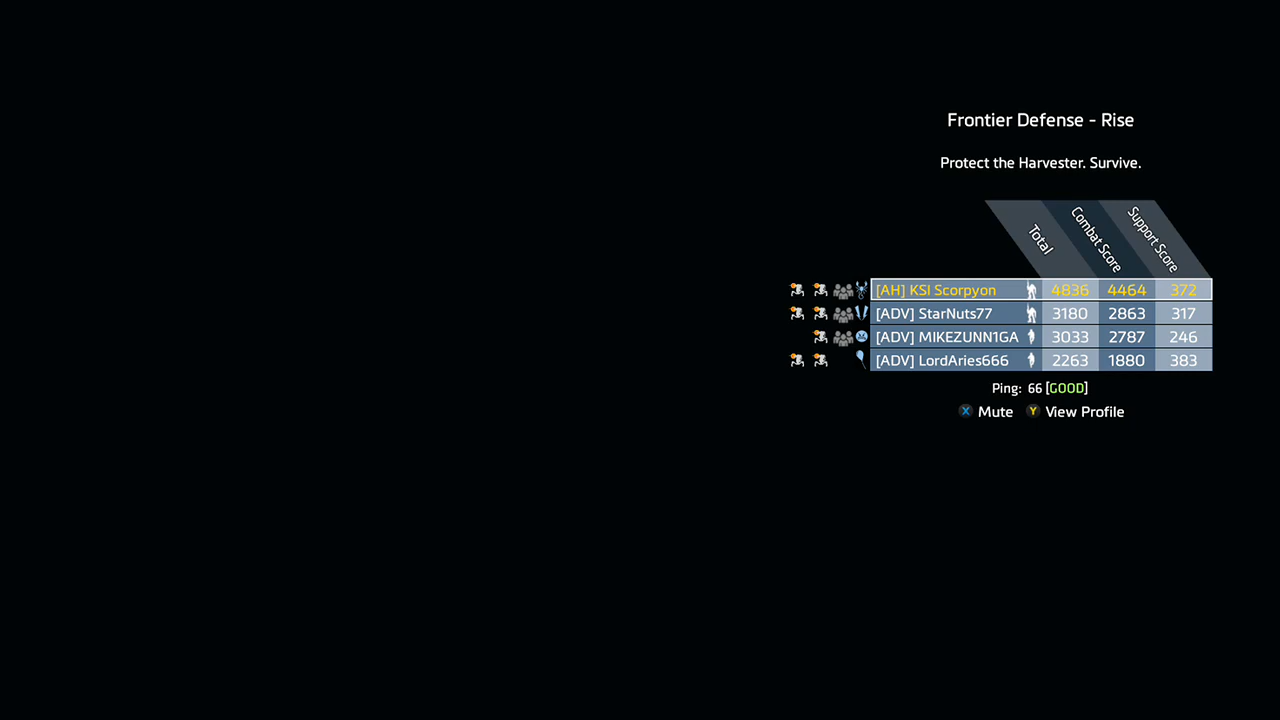 Frontier Defense - Rise
Protect the Harvester. Survive.
Total Combat Score Support Score
[AH] KSI Scorpyon 4836 4464 372
[ADV] StarNuts77 3180 2863 317
[ADV] MIKEZUNN1GA 3033 2787 246
[ADV] LordAries666 2263 1880 383
Ping: 66 [GOOD]
X Mute Y View Profile